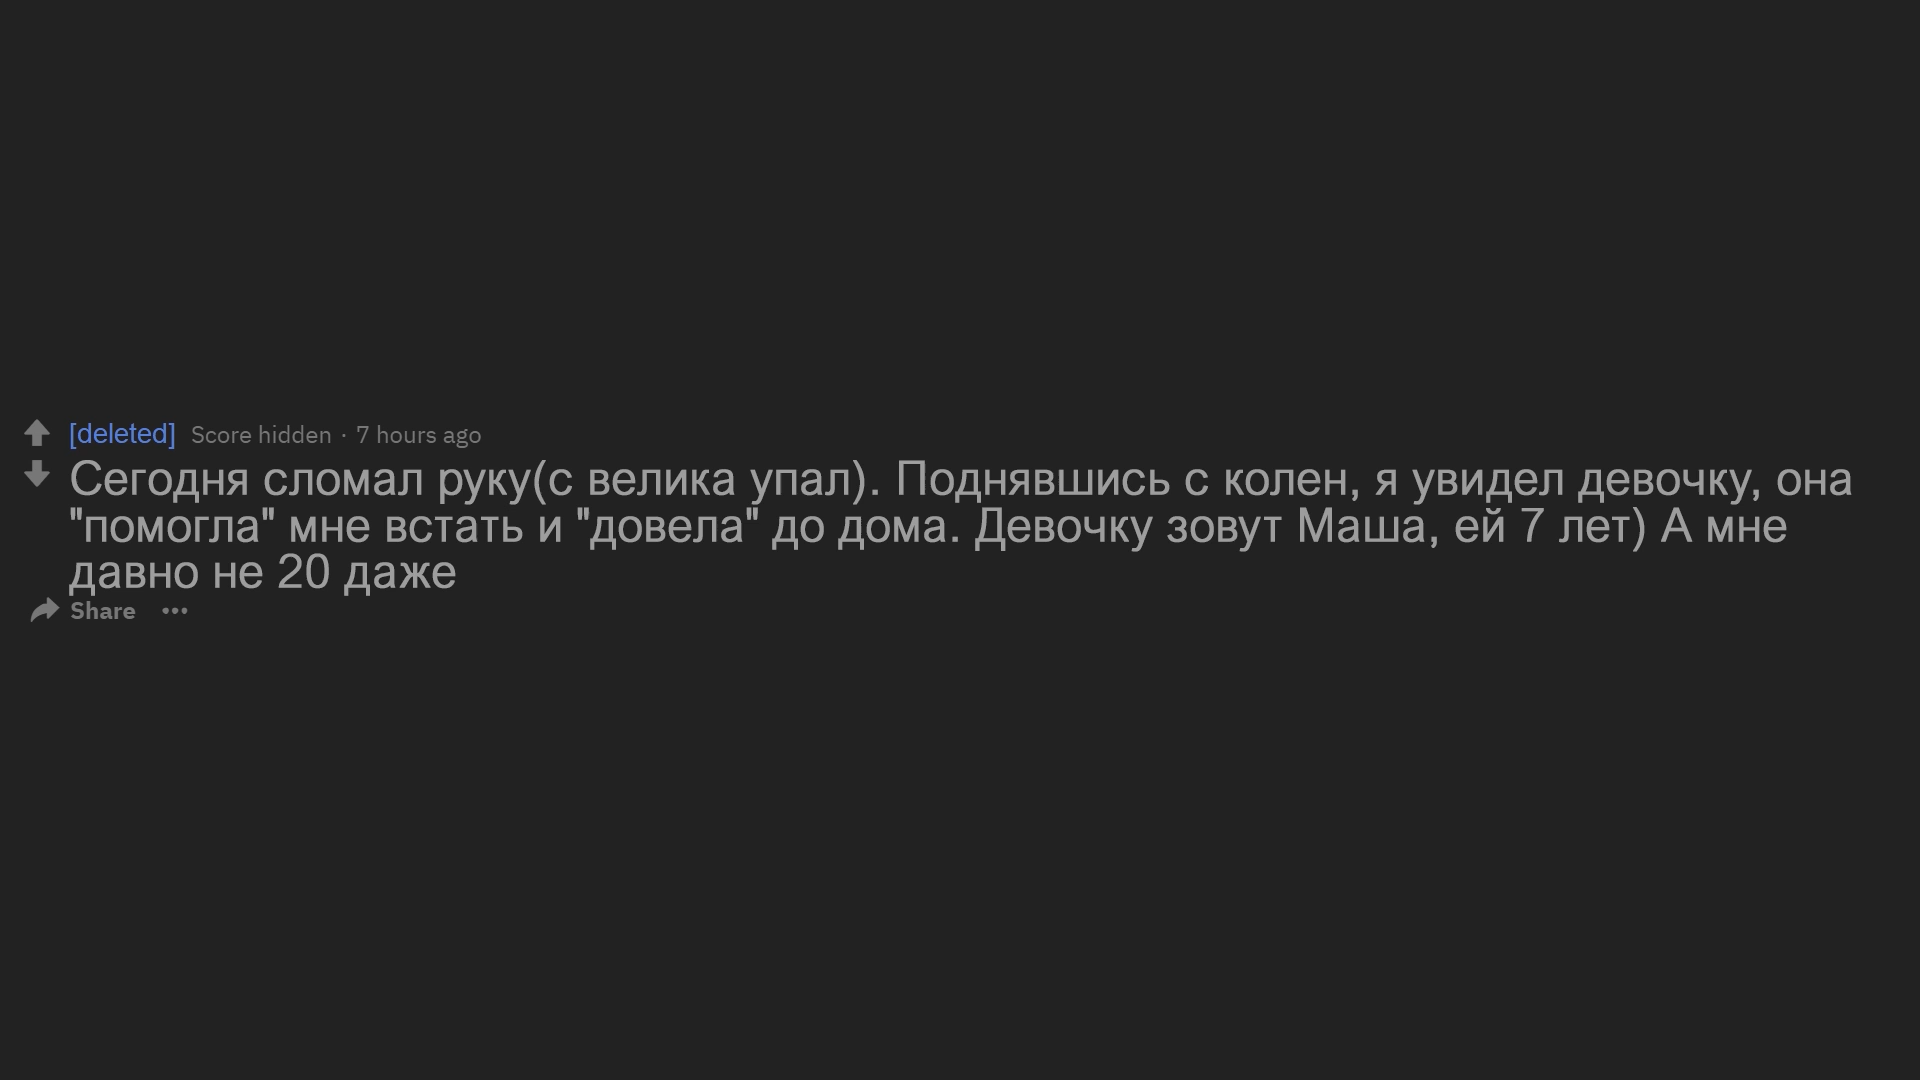 [deleted] Score hidden · 7 hours ago
Сегодня сломал руку(с велика упал). Поднявшись с колен, я увидел девочку, она
"помогла" мне встать и "довела" до дома. Девочку зовут Маша, ей 7 лет) А мне
давно не 20 даже
Share ···